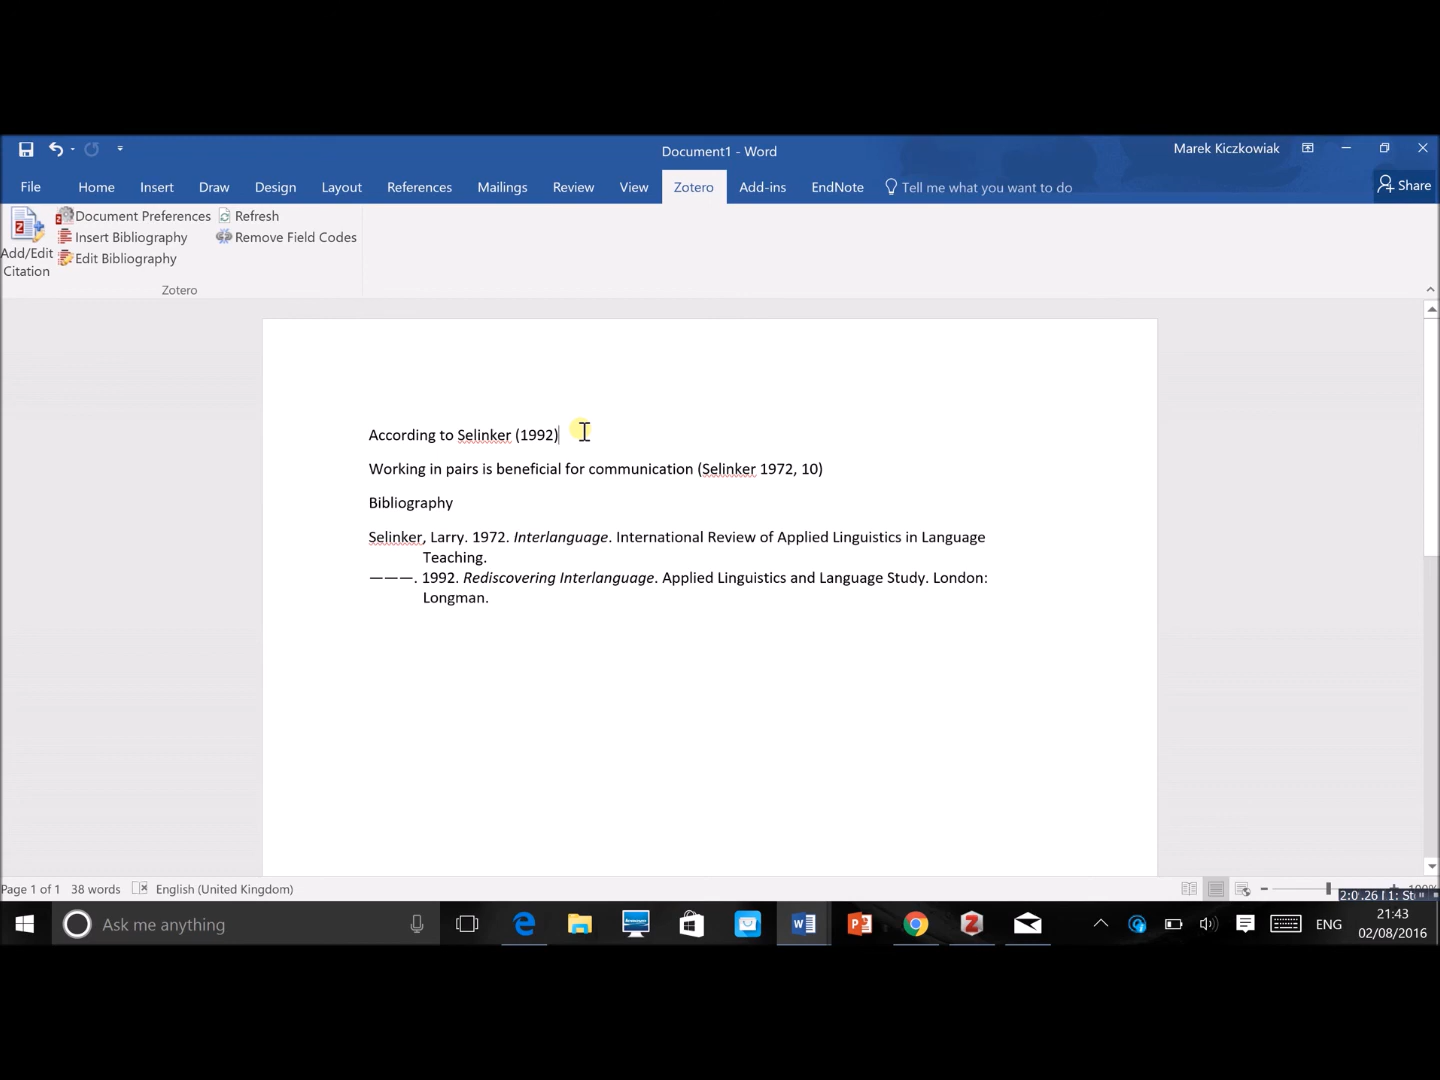 Document1 - Word
Marek Kiczkowiak
File Home Insert Draw Design Layout References Mailings Review View Zotero Add-ins EndNote Tell me what you want to do Share
Document Preferences Refresh
Insert Bibliography Remove Field Codes
Add/Edit Citation
Edit Bibliography
Zotero
According to Selinker (1992)
Working in pairs is beneficial for communication (Selinker 1972, 10)
Bibliography
Selinker, Larry. 1972. Interlanguage. International Review of Applied Linguistics in Language
Teaching.
———. 1992. Rediscovering Interlanguage. Applied Linguistics and Language Study. London:
Longman.
Page 1 of 1 38 words English (United Kingdom)
Ask me anything
ENG
21:43
02/08/2016